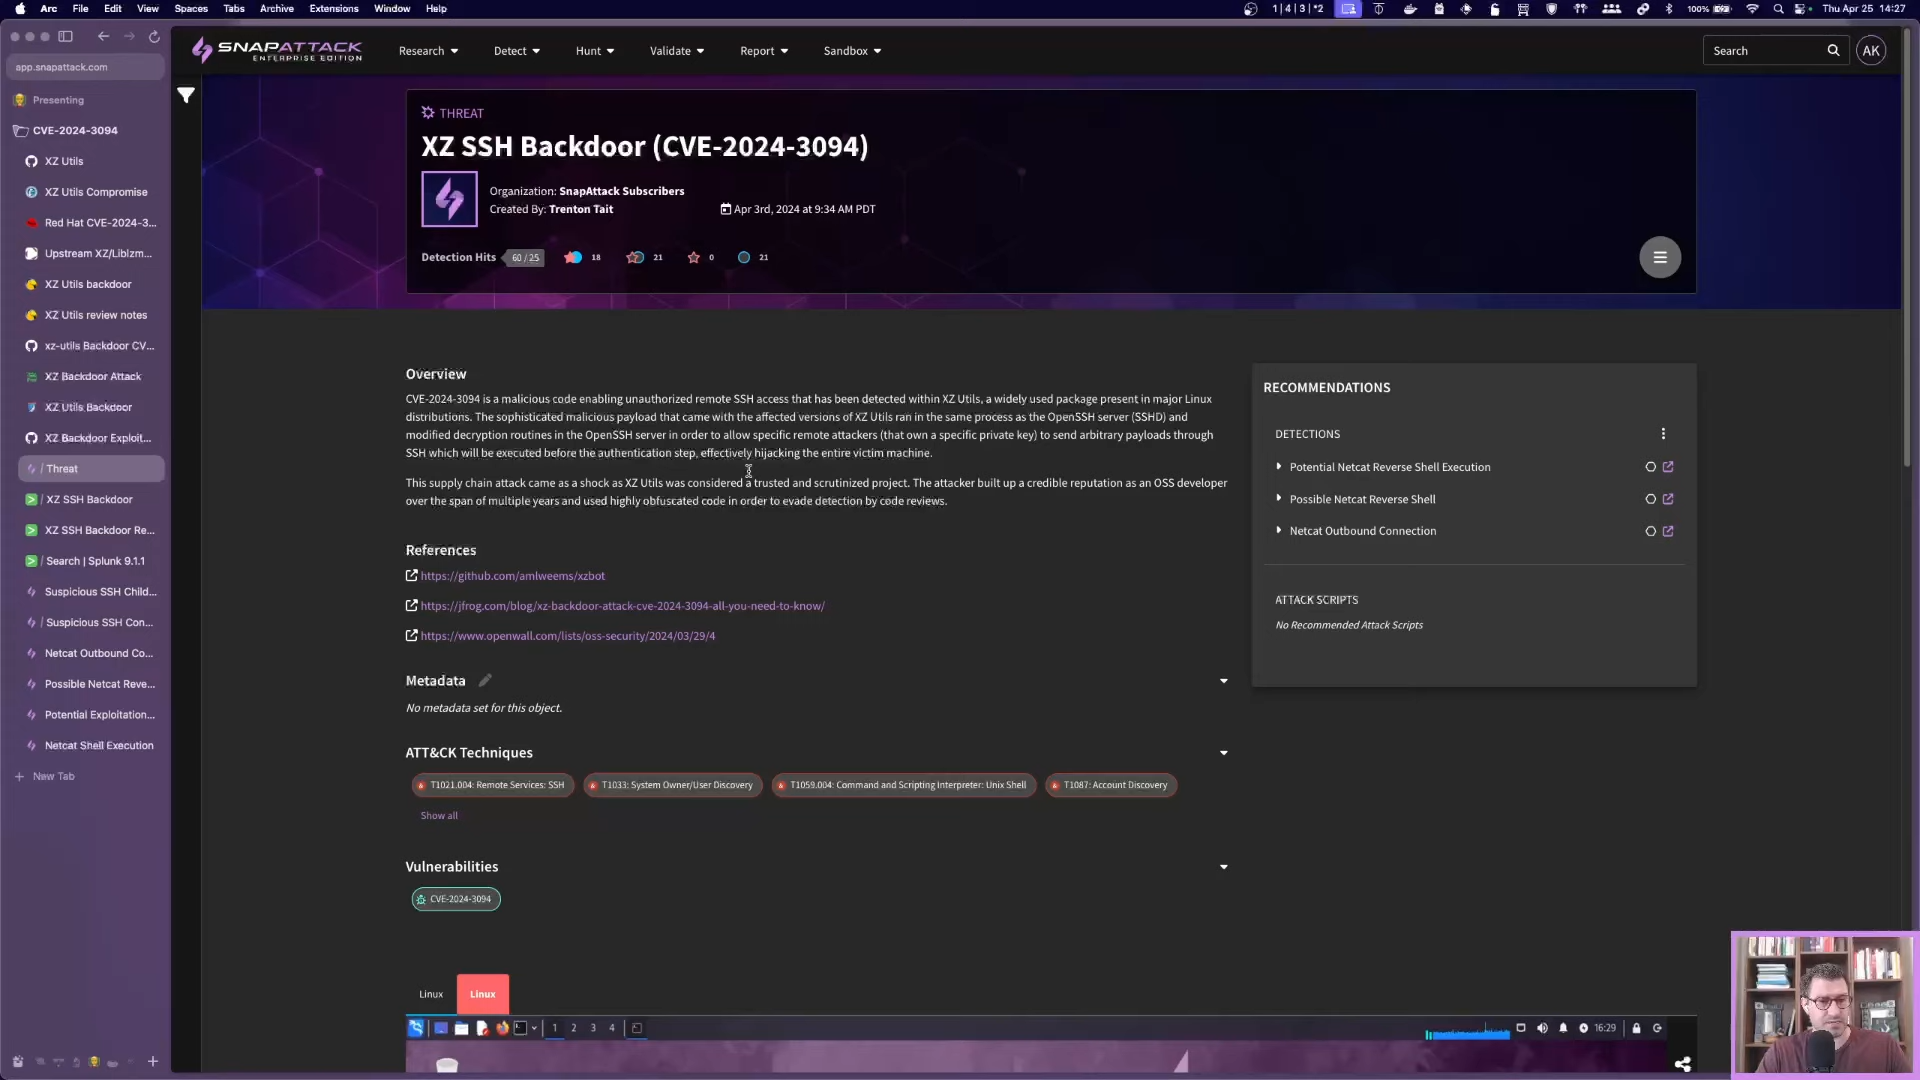 Arc File Edit View Spaces Tabs Archive Extensions Window Help
1 | 4 | 3 | *2
100%
Thu Apr 25 14:27
app.snapattack.com
Presenting
CVE-2024-3094
XZ Utils
XZ Utils Compromise
Red Hat CVE-2024-3...
Upstream XZ/Liblzm...
XZ Utils backdoor
XZ Utils review notes
xz-utils Backdoor CV...
XZ Backdoor Attack
XZ Utils Backdoor
XZ Backdoor Exploit...
/ Threat
/ XZ SSH Backdoor
XZ SSH Backdoor Re...
/ Search | Splunk 9.1.1
Suspicious SSH Child...
/ Suspicious SSH Con...
Netcat Outbound Co...
Possible Netcat Reve...
Potential Exploitation...
Netcat Shell Execution
New Tab
SNAPATTACK
ENTERPRISE EDITION
Research Detect Hunt Validate Report Sandbox
Search
AK
THREAT
XZ SSH Backdoor (CVE-2024-3094)
Organization: SnapAttack Subscribers
Created By: Trenton Tait
Apr 3rd, 2024 at 9:34 AM PDT
Detection Hits 60 / 25 18 21 0 21
Overview
CVE-2024-3094 is a malicious code enabling unauthorized remote SSH access that has been detected within XZ Utils, a widely used package present in major Linux
distributions. The sophisticated malicious payload that came with the affected versions of XZ Utils ran in the same process as the OpenSSH server (SSHD) and
modified decryption routines in the OpenSSH server in order to allow specific remote attackers (that own a specific private key) to send arbitrary payloads through
SSH which will be executed before the authentication step, effectively hijacking the entire victim machine.
This supply chain attack came as a shock as XZ Utils was considered a trusted and scrutinized project. The attacker built up a credible reputation as an OSS developer
over the span of multiple years and used highly obfuscated code in order to evade detection by code reviews.
References
https://github.com/amlweems/xzbot
https://jfrog.com/blog/xz-backdoor-attack-cve-2024-3094-all-you-need-to-know/
https://www.openwall.com/lists/oss-security/2024/03/29/4
Metadata
No metadata set for this object.
ATT&CK Techniques
T1021.004: Remote Services: SSH
T1033: System Owner/User Discovery
T1059.004: Command and Scripting Interpreter: Unix Shell
T1087: Account Discovery
Show all
Vulnerabilities
CVE-2024-3094
Linux Linux
1 2 3 4
16:29
RECOMMENDATIONS
DETECTIONS
Potential Netcat Reverse Shell Execution
Possible Netcat Reverse Shell
Netcat Outbound Connection
ATTACK SCRIPTS
No Recommended Attack Scripts